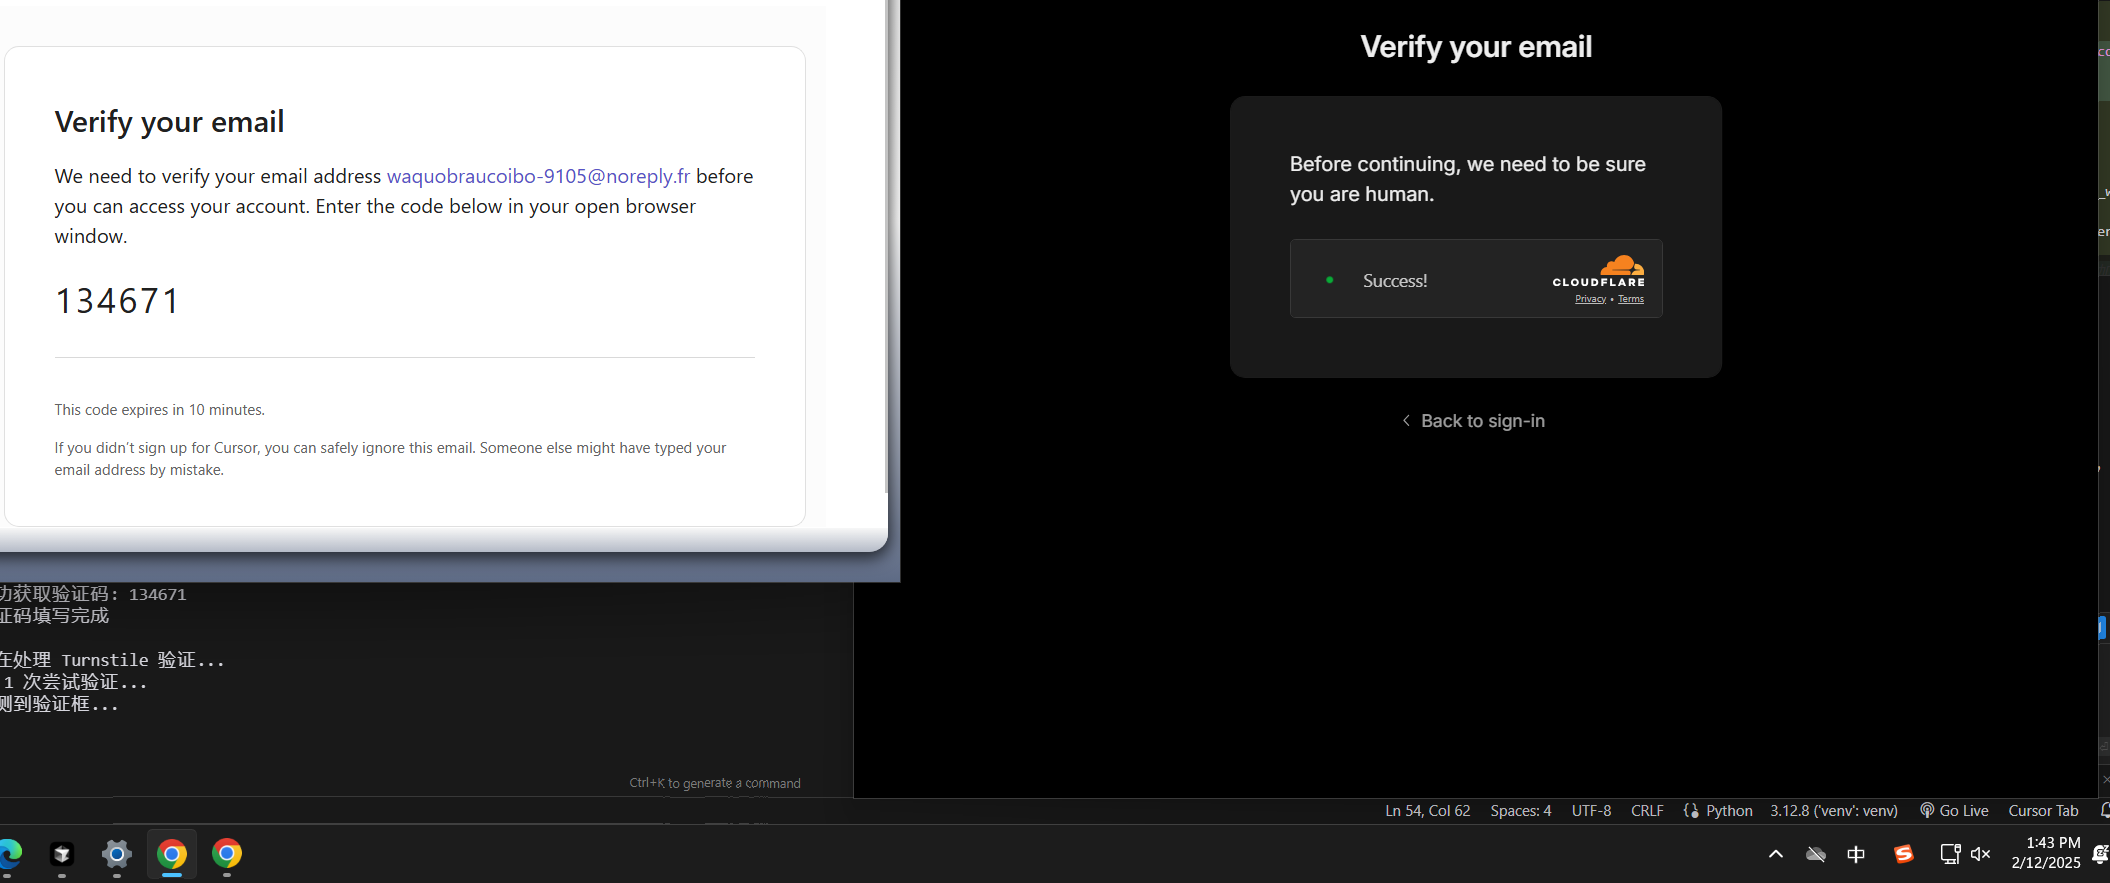 Verify your email
We need to verify your email address waquobraucoibo-9105@noreply.fr before
you can access your account. Enter the code below in your open browser
window.
134671
This code expires in 10 minutes.
If you didn't sign up for Cursor, you can safely ignore this email. Someone else might have typed your
email address by mistake.
Verify your email
Before continuing, we need to be sure
you are human.
Success!
CLOUDFLARE
Privacy • Terms
Back to sign-in
功获取验证码: 134671
证码填写完成
在处理 Turnstile 验证...
1 次尝试验证...
测到验证框...
Ctrl+K to generate a command
Ln 54, Col 62 Spaces: 4 UTF-8 CRLF Python 3.12.8 ('venv': venv) Go Live Cursor Tab
中
1:43 PM
2/12/2025